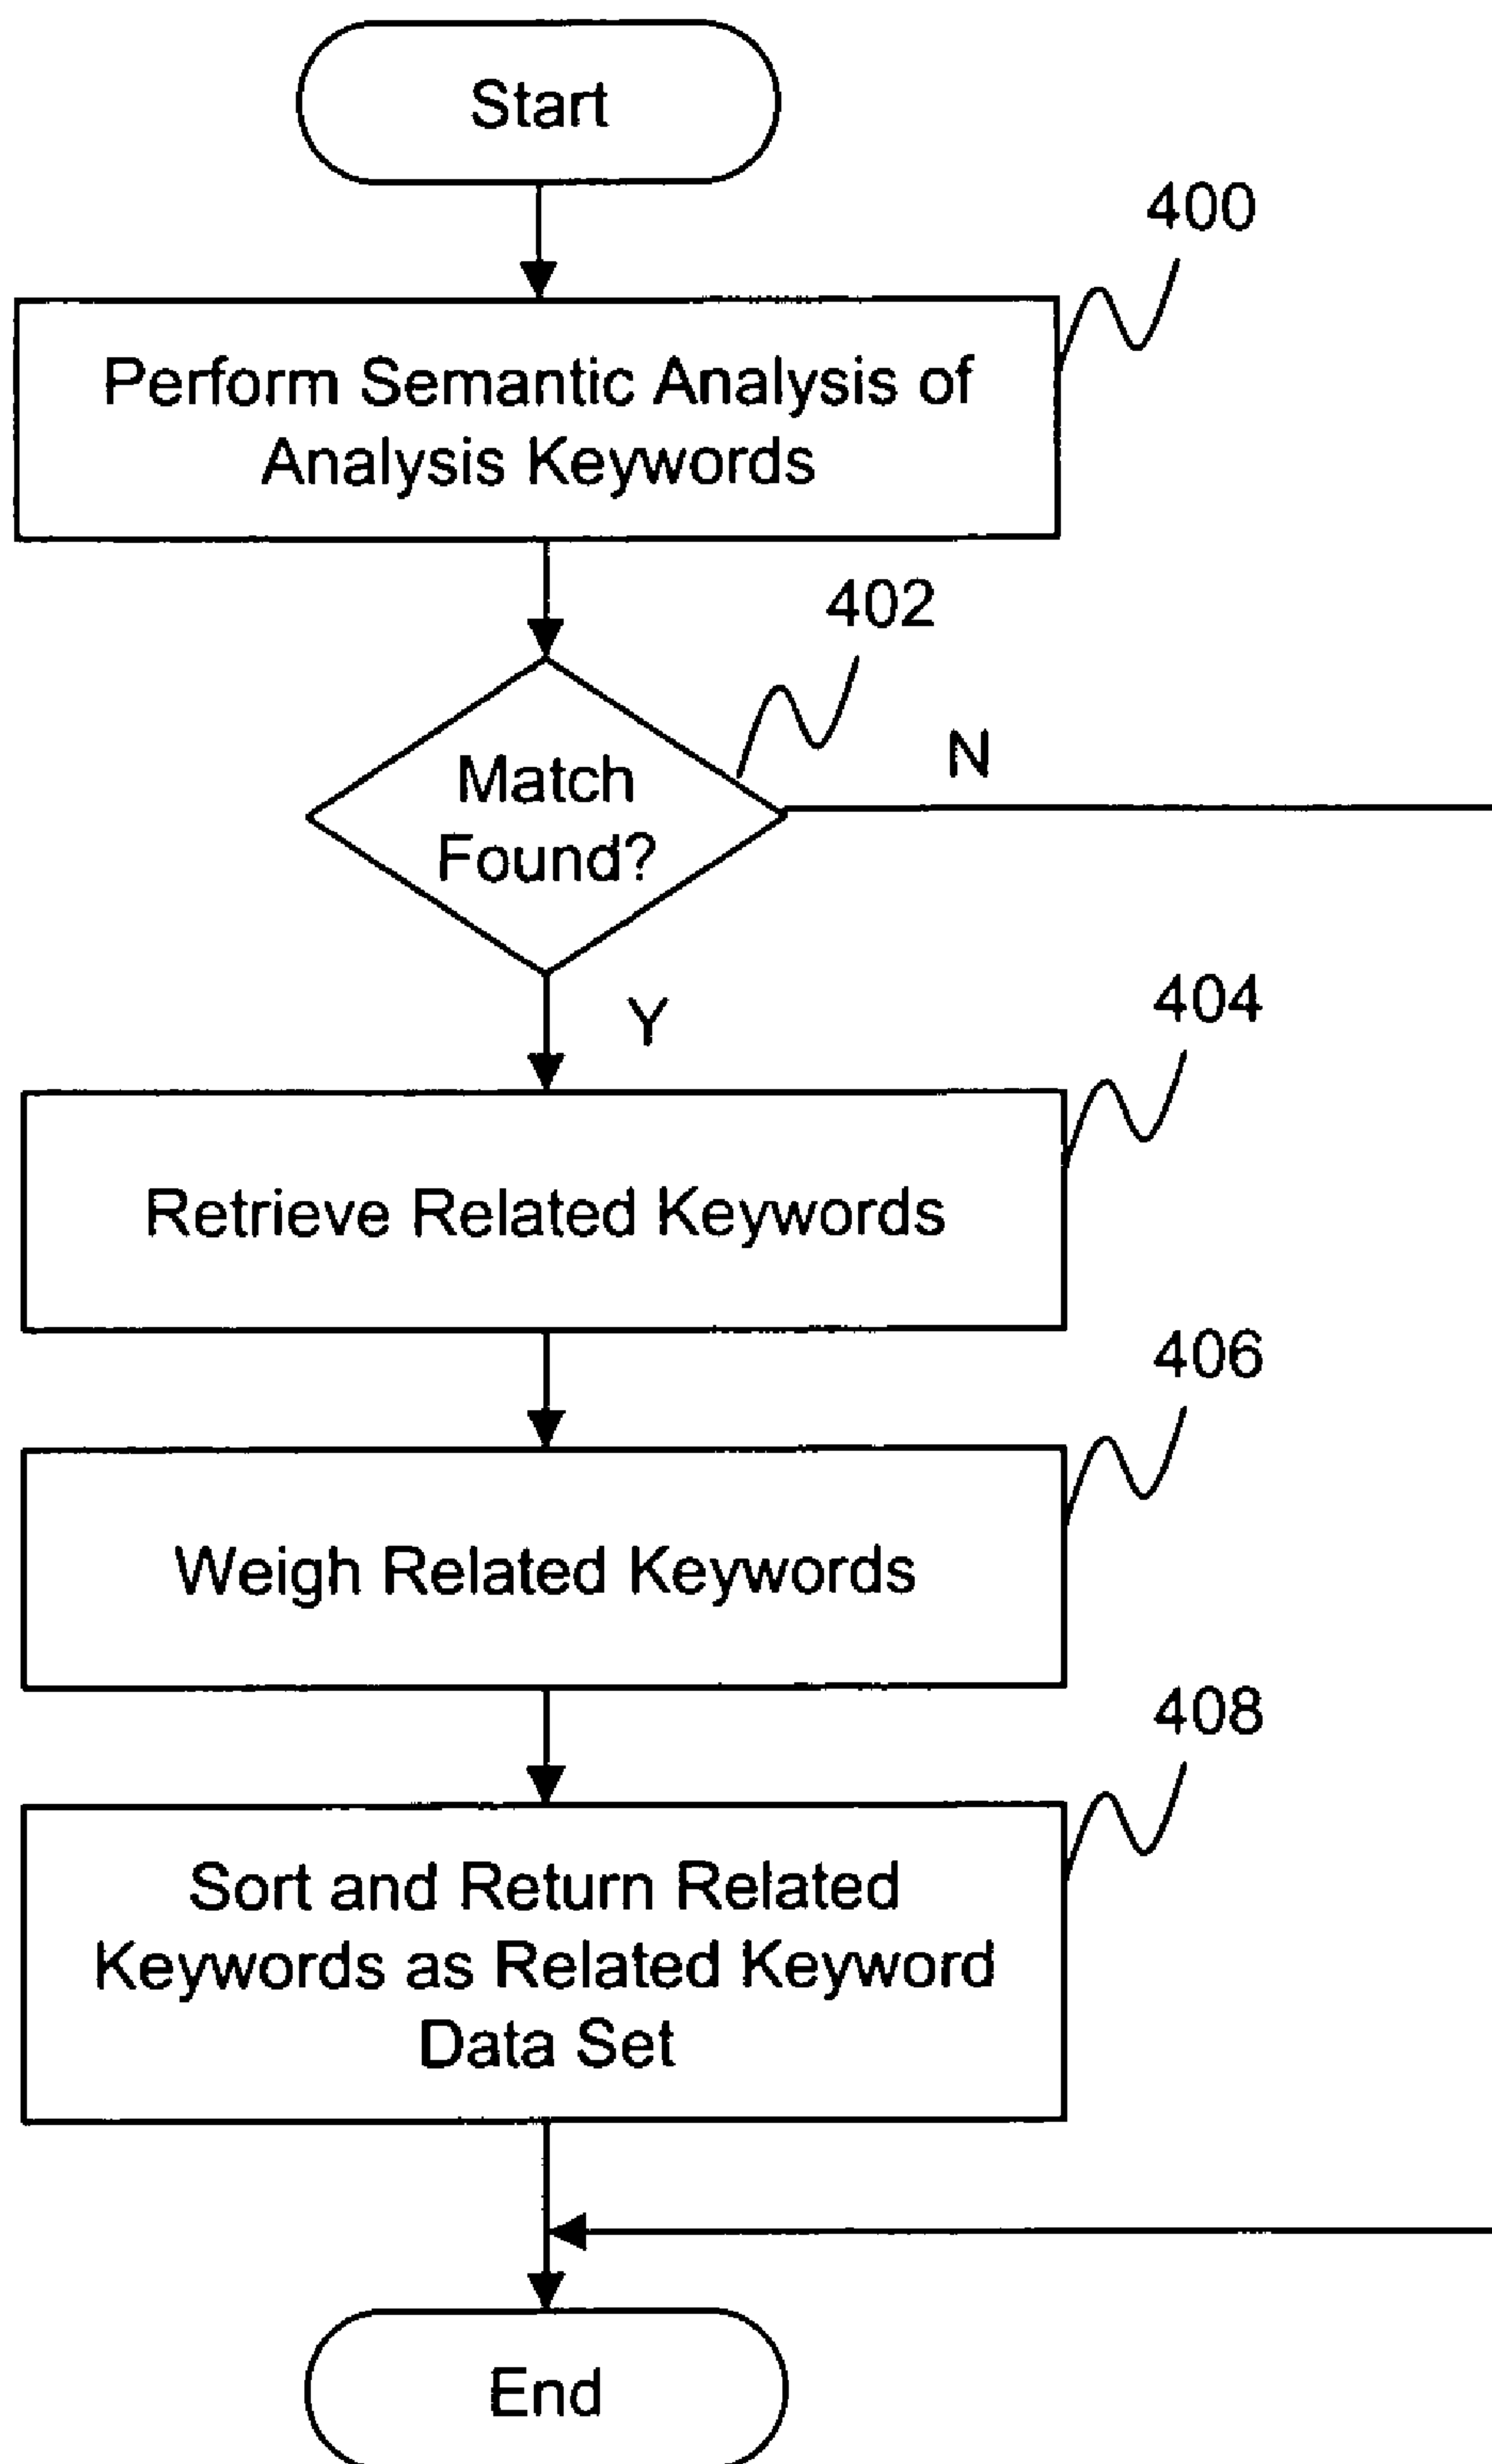 Start
400
Perform Semantic Analysis of
Analysis Keywords
402
Match
Found?
N
Y
404
Retrieve Related Keywords
406
Weigh Related Keywords
408
Sort and Return Related
Keywords as Related Keyword
Data Set
End